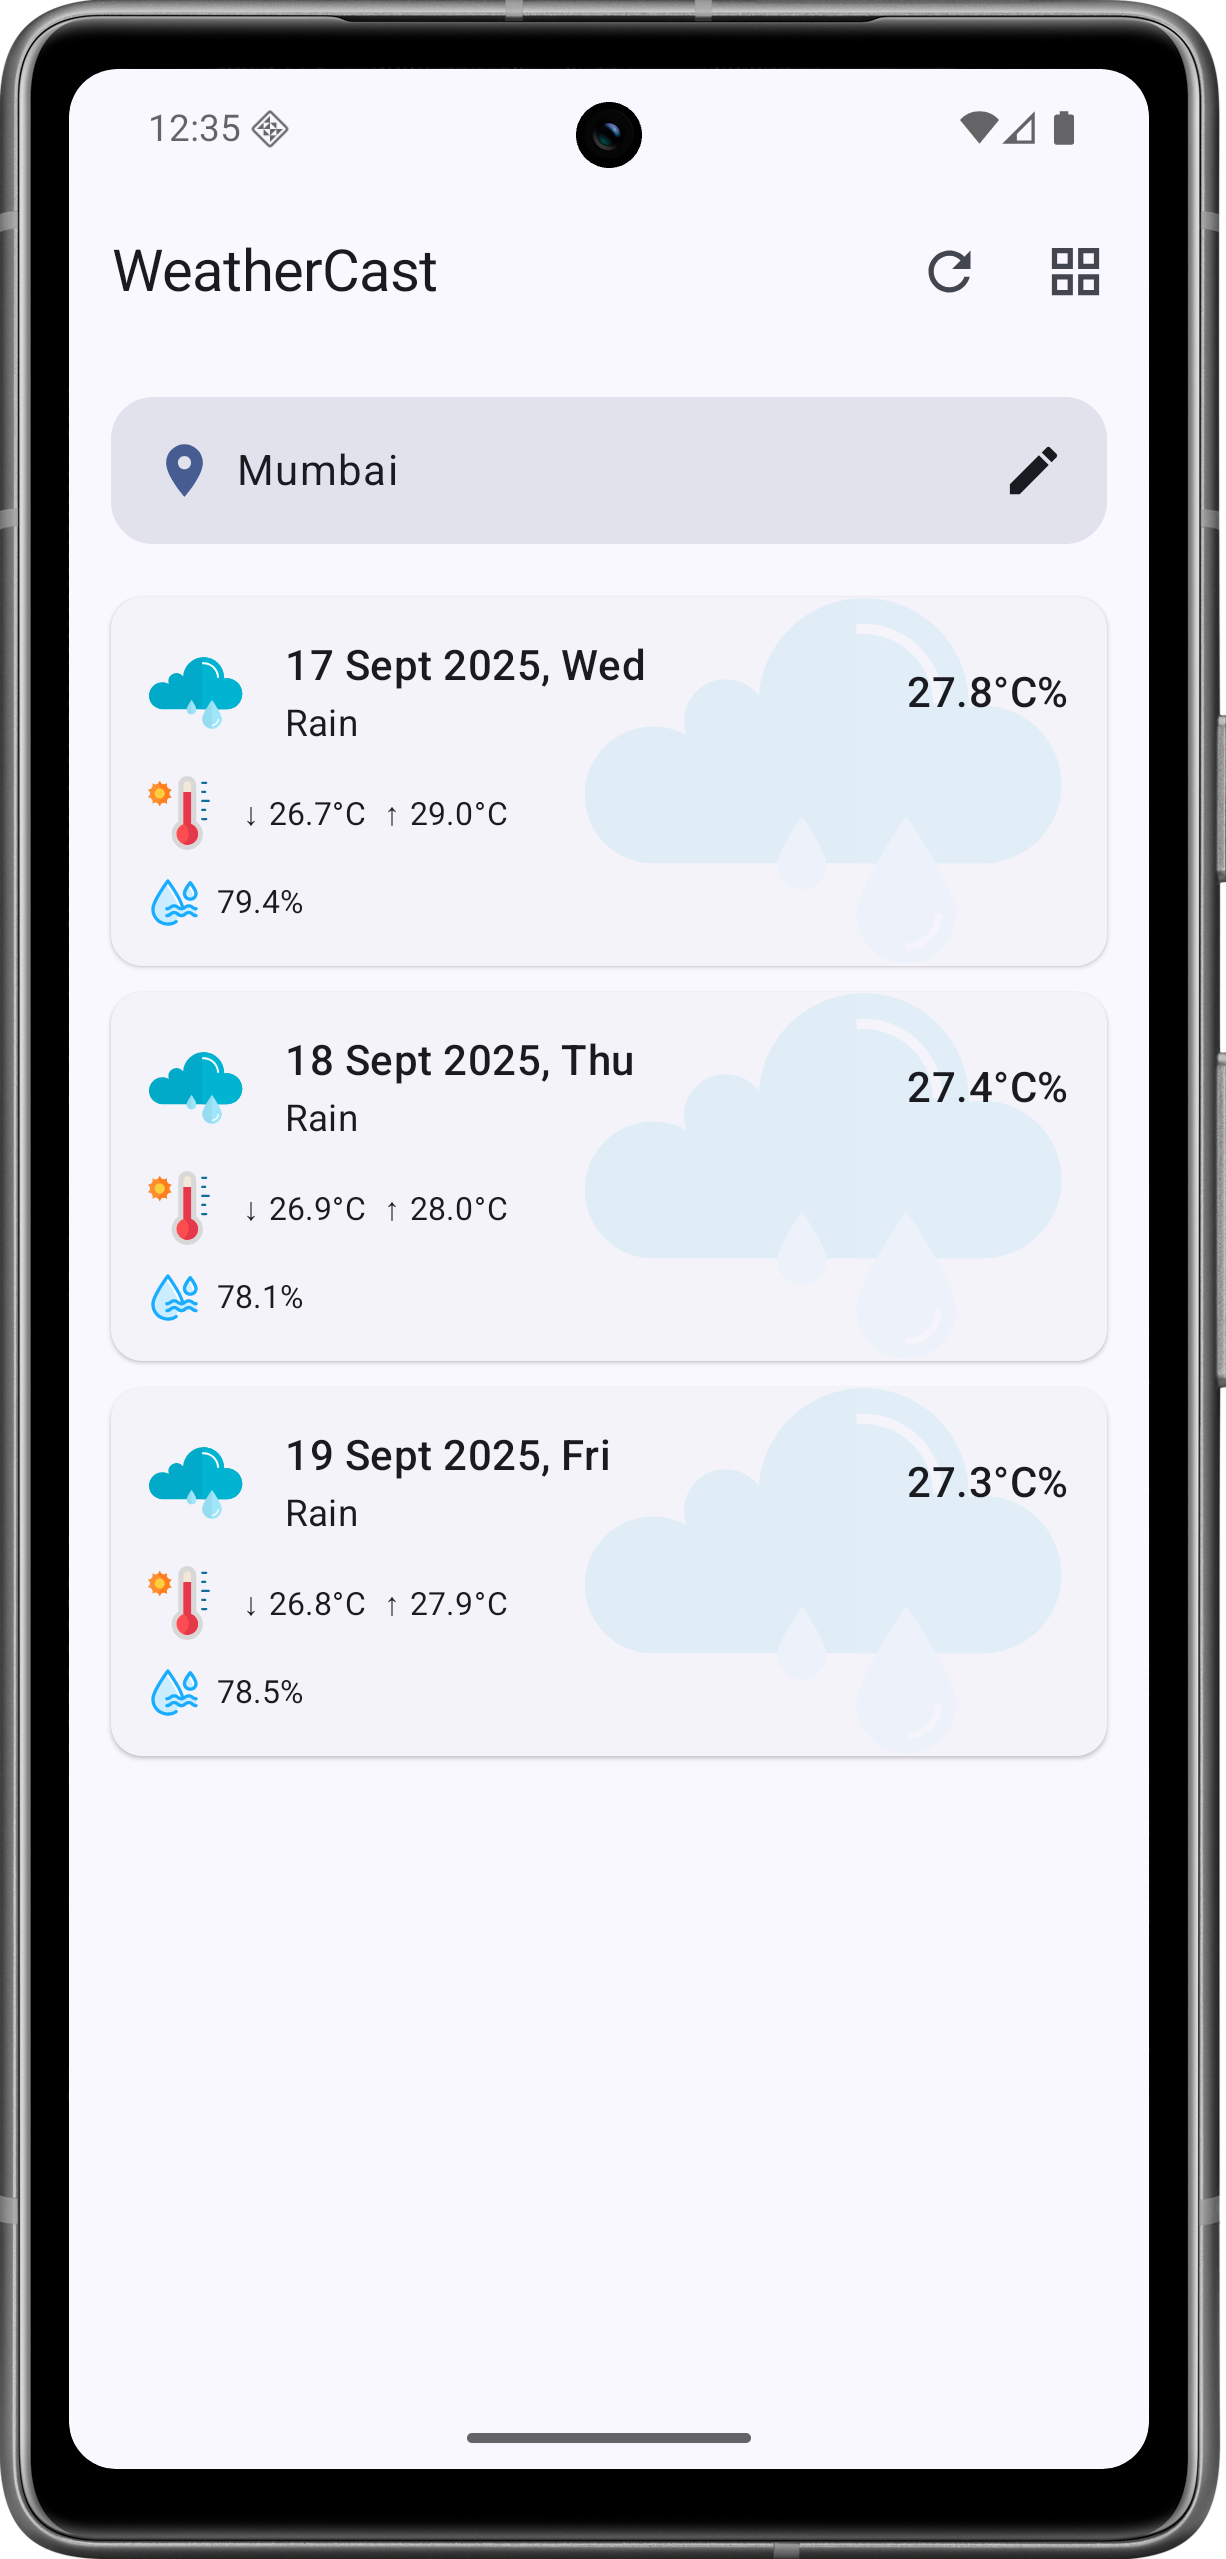 12:35
WeatherCast
Mumbai
17 Sept 2025, Wed
27.8°C%
Rain
↓ 26.7°C ↑ 29.0°C
79.4%
18 Sept 2025, Thu
27.4°C%
Rain
↓ 26.9°C ↑ 28.0°C
78.1%
19 Sept 2025, Fri
27.3°C%
Rain
↓ 26.8°C ↑ 27.9°C
78.5%